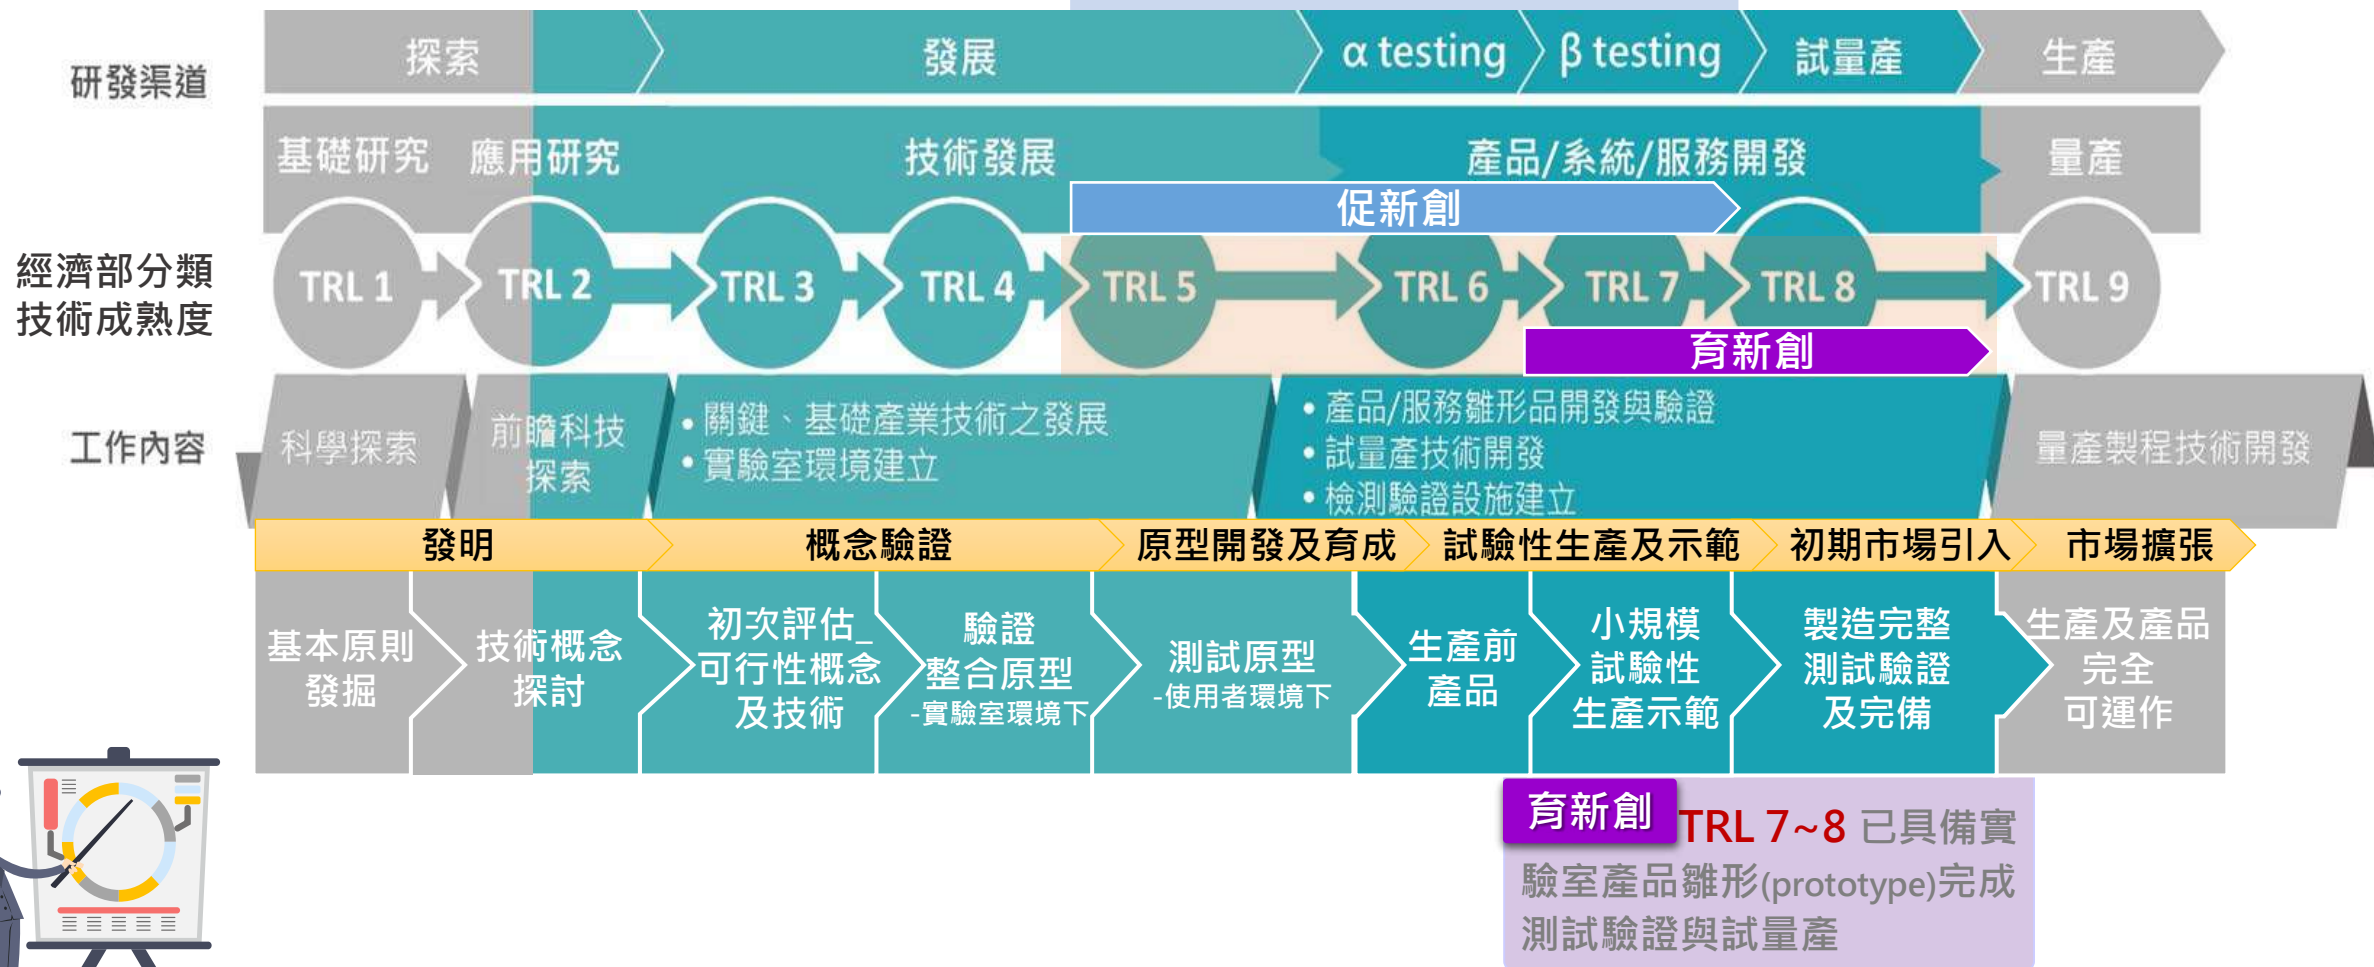 研發渠道
探索
發展
α testing
β testing
試量產
生產
基礎研究
應用研究
技術發展
產品/系統/服務開發
量產
促新創
經濟部分類
技術成熟度
TRL 1
TRL 2
TRL 3
TRL 4
TRL 5
TRL 6
TRL 7
TRL 8
TRL 9
育新創
工作內容
科學探索
前瞻科技
探索
• 關鍵、基礎產業技術之發展
• 實驗室環境建立
• 產品/服務雛形品開發與驗證
• 試量產技術開發
• 檢測驗證設施建立
量產製程技術開發
發明
概念驗證
原型開發及育成
試驗性生產及示範
初期市場引入
市場擴張
基本原則
發掘
技術概念
探討
初次評估_
可行性概念
及技術
驗證
整合原型
-實驗室環境下
測試原型
-使用者環境下
生產前
產品
小規模
試驗性
生產示範
製造完整
測試驗證
及完備
生產及產品
完全
可運作
育新創
TRL 7~8 已具備實
驗室產品雛形(prototype)完成
測試驗證與試量產